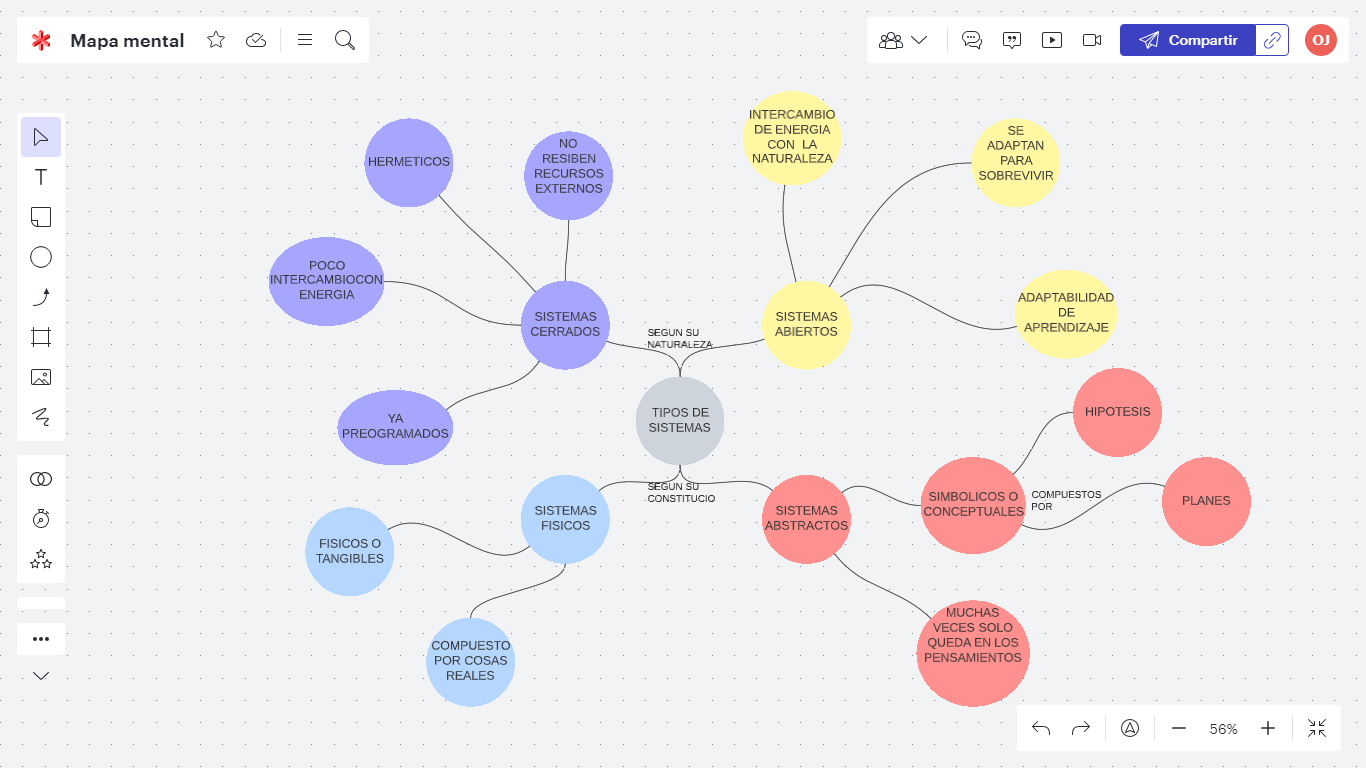 Mapa mental
Compartir
OJ
T
HERMETICOS
NO
RESIBEN
RECURSOS
EXTERNOS
INTERCAMBIO
DE ENERGIA
CON LA
NATURALEZA
SE
ADAPTAN
PARA
SOBREVIVIR
POCO
INTERCAMBIOCON
ENERGIA
SISTEMAS
CERRADOS
SEGUN SU
NATURALEZA
SISTEMAS
ABIERTOS
ADAPTABILIDAD
DE
APRENDIZAJE
YA
PREOGRAMADOS
TIPOS DE
SISTEMAS
HIPOTESIS
SEGUN SU
CONSTITUCIO
SISTEMAS
FISICOS
SISTEMAS
ABSTRACTOS
SIMBOLICOS O
CONCEPTUALES
COMPUESTOS
POR
PLANES
FISICOS O
TANGIBLES
COMPUESTO
POR COSAS
REALES
MUCHAS
VECES SOLO
QUEDA EN LOS
PENSAMIENTOS
56%